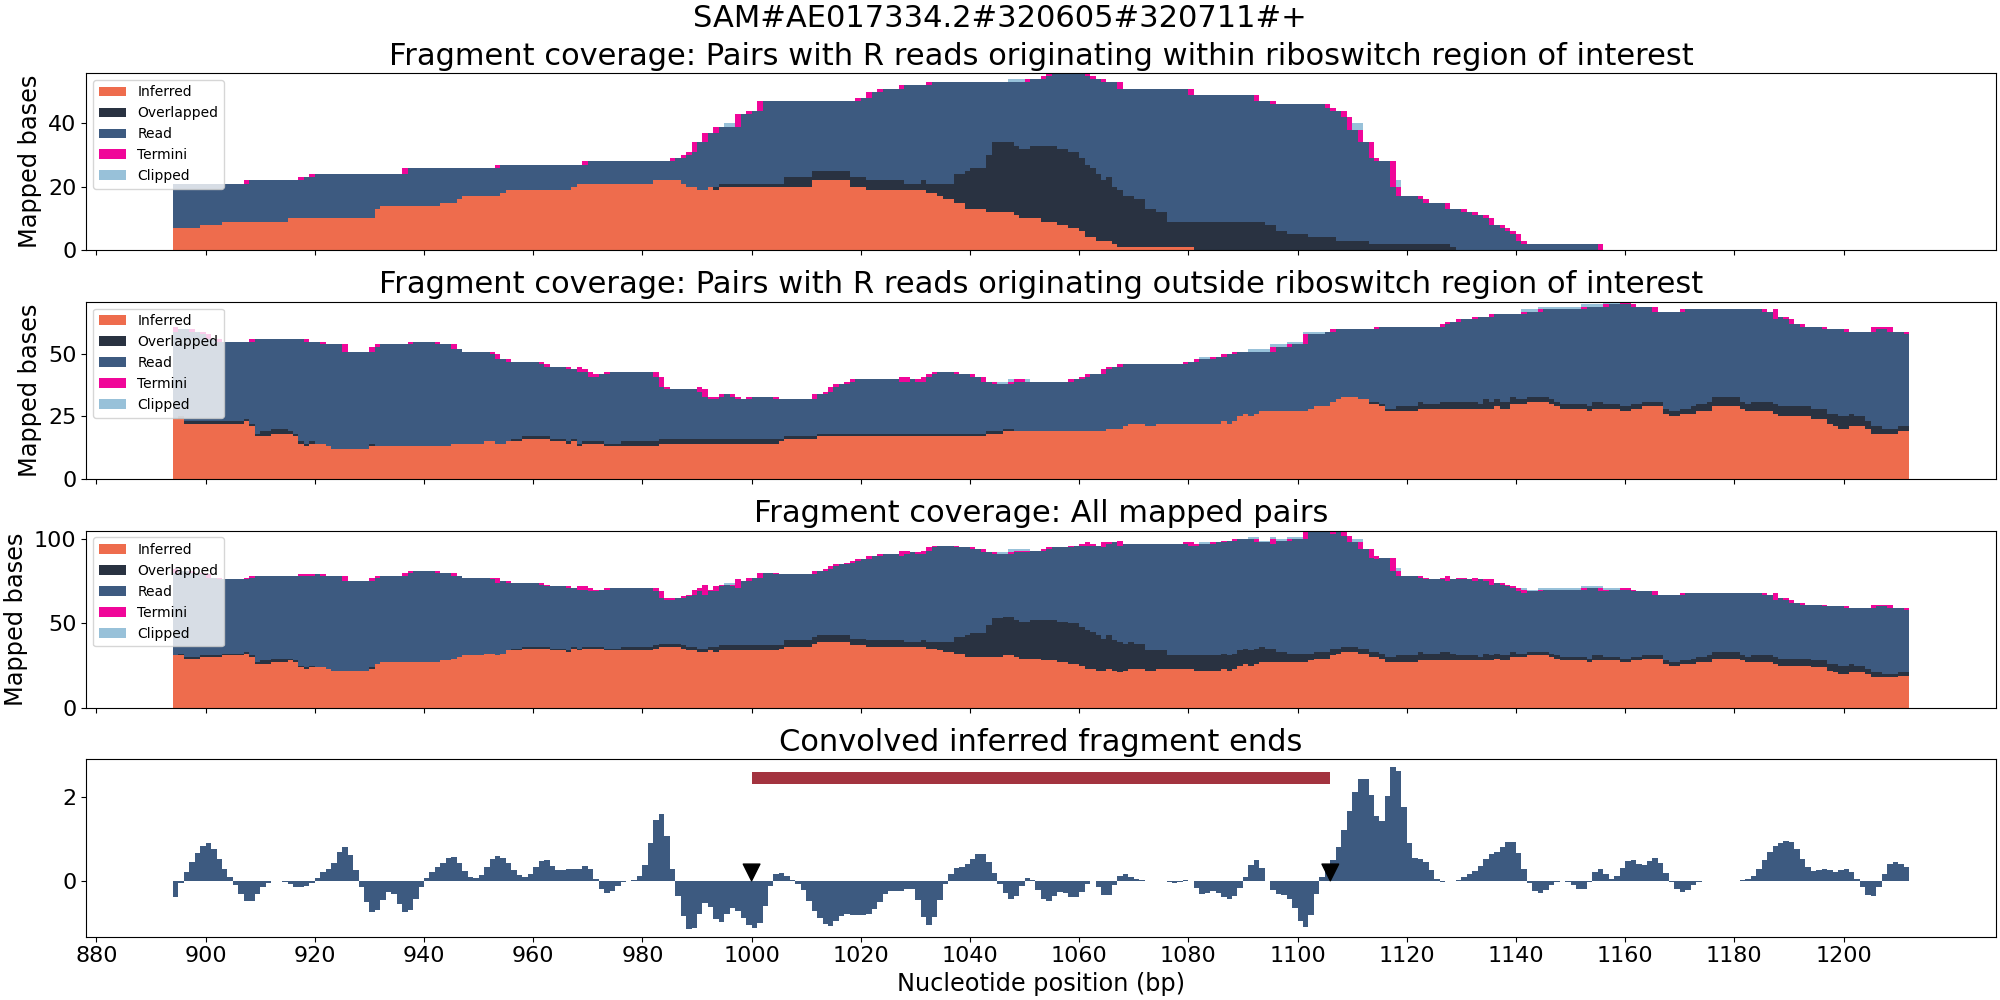 SAM#AE017334.2#320605#320711#+
Fragment coverage: Pairs with R reads originating within riboswitch region of interest
Mapped bases
40
20
0
Inferred
Overlapped
Read
Termini
Clipped
Fragment coverage: Pairs with R reads originating outside riboswitch region of interest
Mapped bases
50
25
0
Inferred
Overlapped
Read
Termini
Clipped
Fragment coverage: All mapped pairs
Mapped bases
100
50
0
Inferred
Overlapped
Read
Termini
Clipped
Convolved inferred fragment ends
2
0
880 900 920 940 960 980 1000 1020 1040 1060 1080 1100 1120 1140 1160 1180 1200
Nucleotide position (bp)